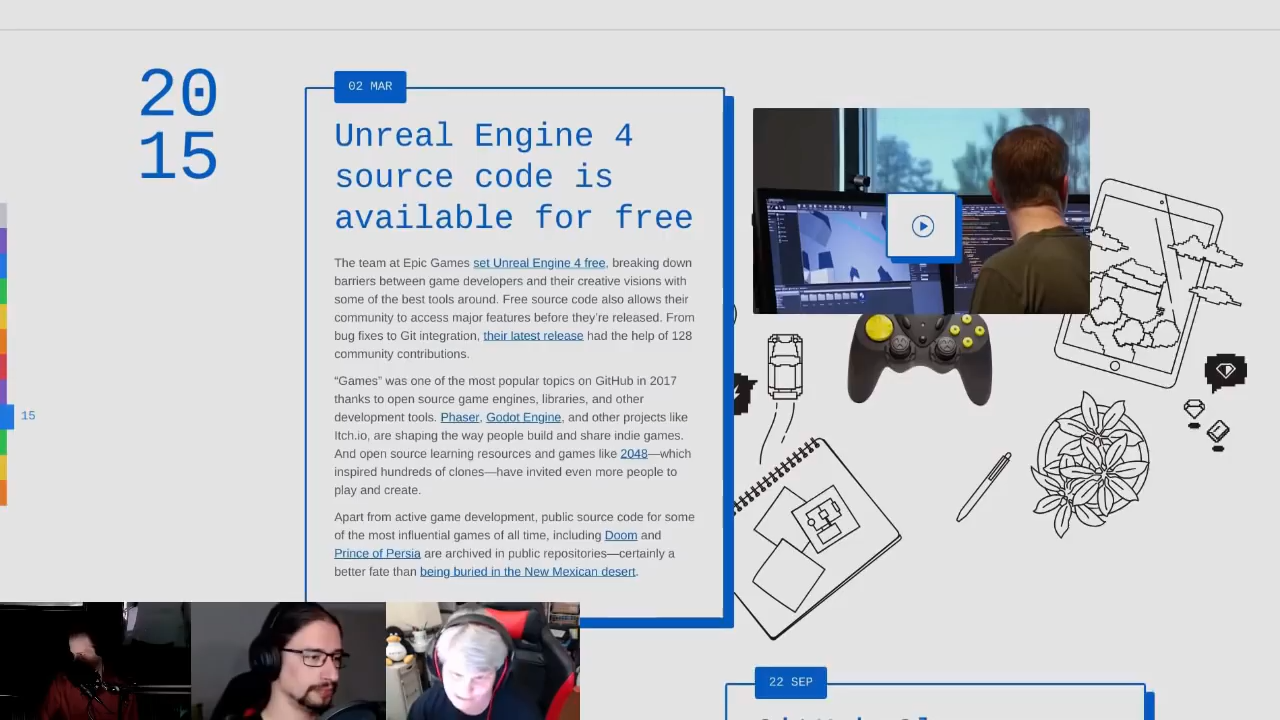 20
15
02 MAR
Unreal Engine 4
source code is
available for free
The team at Epic Games set Unreal Engine 4 free, breaking down
barriers between game developers and their creative visions with
some of the best tools around. Free source code also allows their
community to access major features before they're released. From
bug fixes to Git integration, their latest release had the help of 128
community contributions.
“Games” was one of the most popular topics on GitHub in 2017
thanks to open source game engines, libraries, and other
development tools. Phaser, Godot Engine, and other projects like
Itch.io, are shaping the way people build and share indie games.
And open source learning resources and games like 2048—which
inspired hundreds of clones—have invited even more people to
play and create.
Apart from active game development, public source code for some
of the most influential games of all time, including Doom and
Prince of Persia are archived in public repositories—certainly a
better fate than being buried in the New Mexican desert.
15
22 SEP